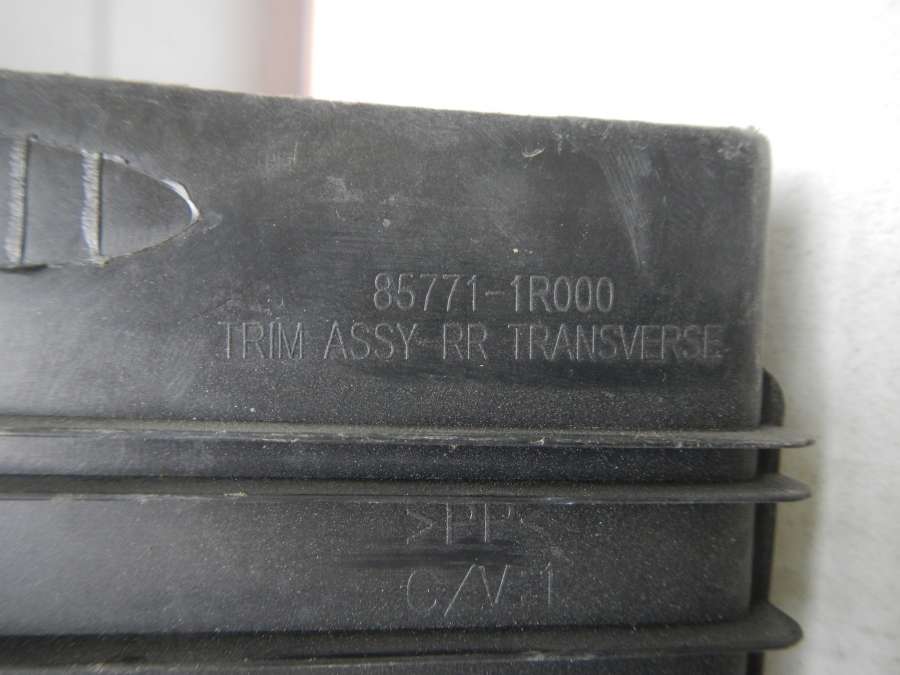 85771-1R000
TRIM ASSY-RR TRANSVERSE
>PP<
C/V 1